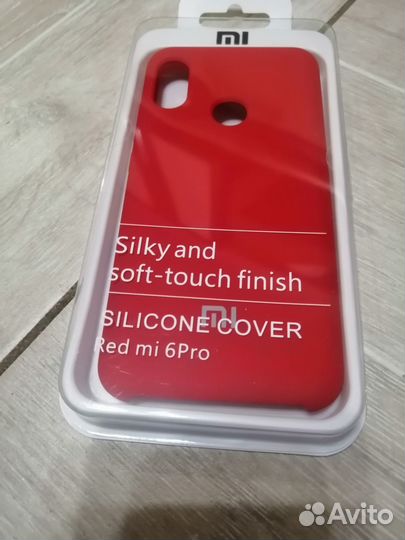 MI
Silky and
soft-touch finish
MI
SILICONE COVER
Red mi 6Pro
Avito